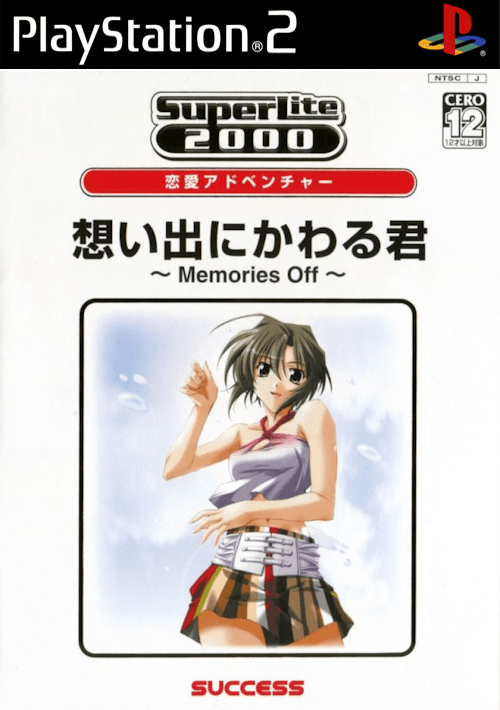 PlayStation®2
®
NTSC J
SuperLite
2000
CERO
12
12才以上対象
恋愛アドベンチャー
想い出にかわる君
～ Memories Off ～
SUCCESS